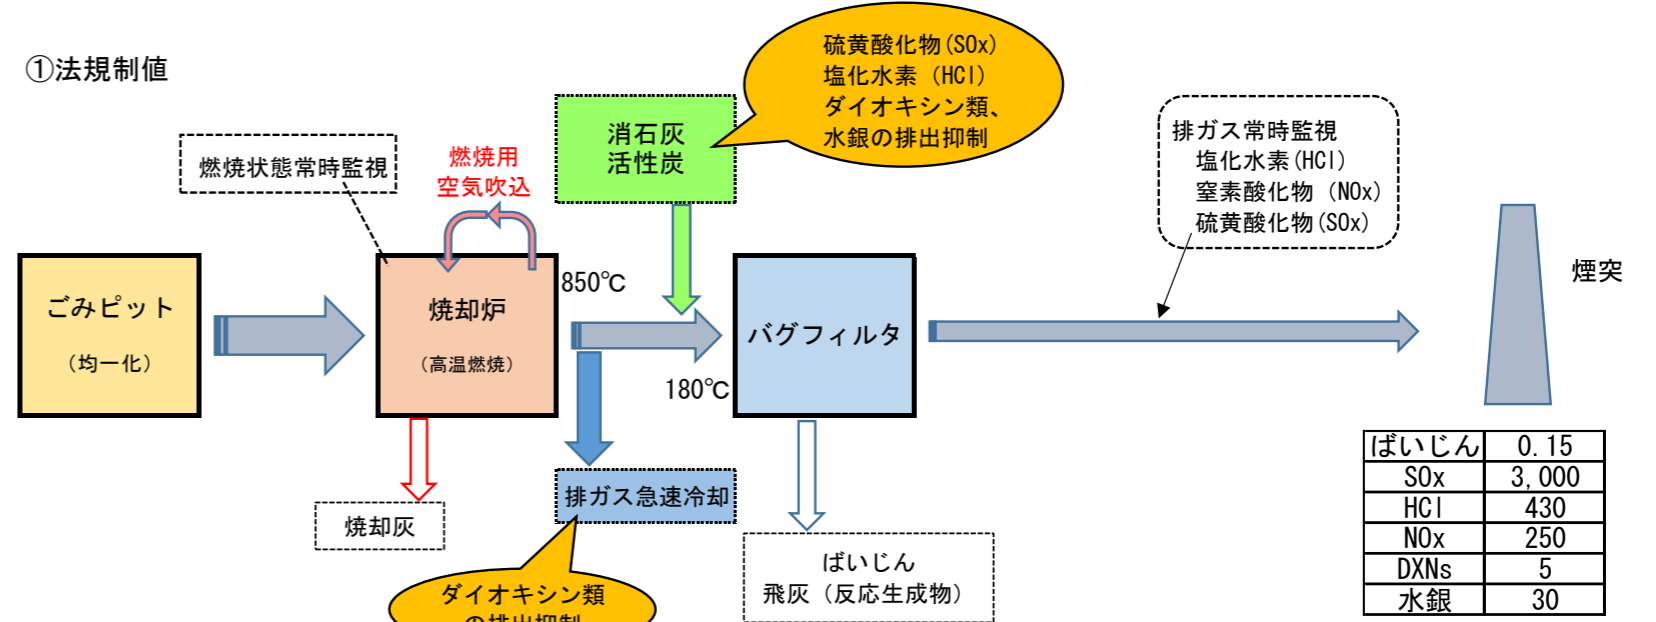 ①法規制値
硫黄酸化物(SOx)
塩化水素（HCl）
ダイオキシン類、
水銀の排出抑制
消石灰
活性炭
燃焼状態常時監視
燃焼用
空気吹込
排ガス常時監視
塩化水素(HCl)
窒素酸化物（NOx）
硫黄酸化物(SOx)
ごみピット
（均一化）
焼却炉
（高温燃焼）
850℃
180℃
バグフィルタ
煙突
焼却灰
排ガス急速冷却
ダイオキシン類
の排出抑制
ばいじん
飛灰（反応生成物）
ばいじん 0.15
SOx 3,000
HCl 430
NOx 250
DXNs 5
水銀 30